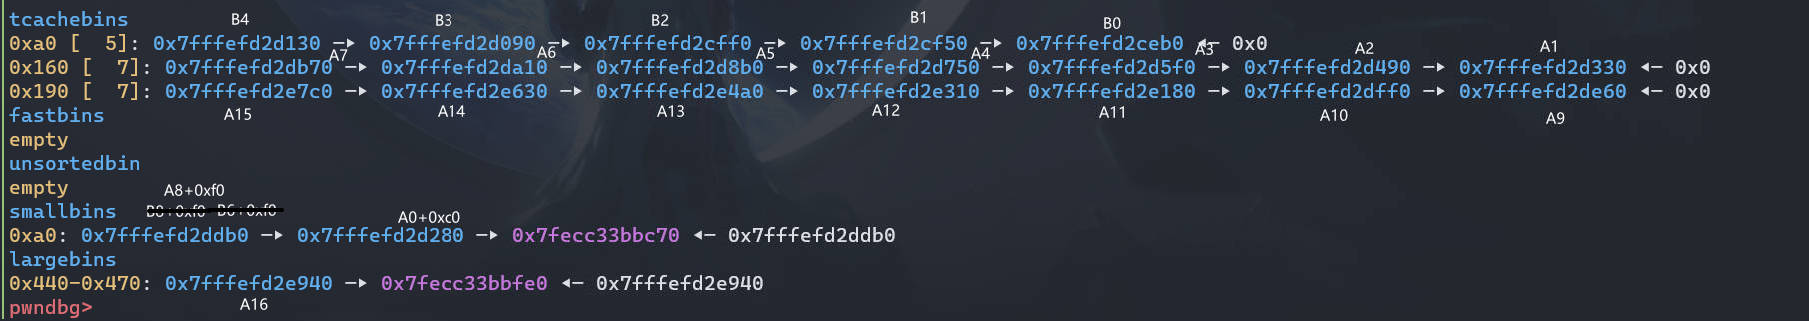 tcachebins B4 B3 B2 B1 B0
0xa0 [  5]: 0x7fffefd2d130 —▸ 0x7fffefd2d090 —▸ 0x7fffefd2cff0 —▸ 0x7fffefd2cf50 —▸ 0x7fffefd2ceb0 ◂— 0x0
A7 A6 A5 A4 A3 A2 A1
0x160 [  7]: 0x7fffefd2db70 —▸ 0x7fffefd2da10 —▸ 0x7fffefd2d8b0 —▸ 0x7fffefd2d750 —▸ 0x7fffefd2d5f0 —▸ 0x7fffefd2d490 —▸ 0x7fffefd2d330 ◂— 0x0
0x190 [  7]: 0x7fffefd2e7c0 —▸ 0x7fffefd2e630 —▸ 0x7fffefd2e4a0 —▸ 0x7fffefd2e310 —▸ 0x7fffefd2e180 —▸ 0x7fffefd2dff0 —▸ 0x7fffefd2de60 ◂— 0x0
fastbins A15 A14 A13 A12 A11 A10 A9
empty
unsortedbin
empty A8+0xf0
smallbins B8+0xf0 B6+0xf0 A0+0xc0
0xa0: 0x7fffefd2ddb0 —▸ 0x7fffefd2d280 —▸ 0x7fecc33bbc70 ◂— 0x7fffefd2ddb0
largebins
0x440-0x470: 0x7fffefd2e940 —▸ 0x7fecc33bbfe0 ◂— 0x7fffefd2e940
pwndbg> A16